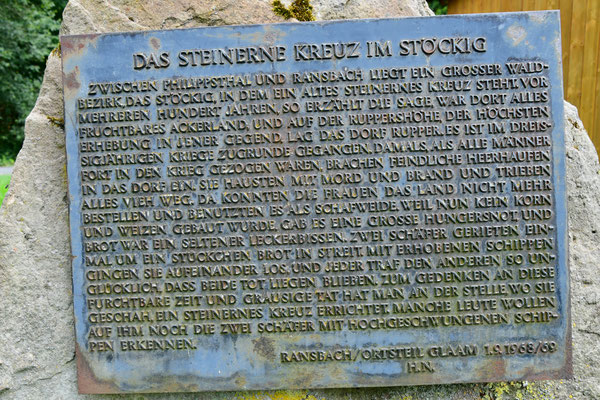 DAS STEINERNE KREUZ IM STÖCKIG
ZWISCHEN PHILIPPSTHAL UND RANSBACH LIEGT EIN GROSSER WALD-
BEZIRK, DAS STÖCKIG, IN DEM EIN ALTES STEINERNES KREUZ STEHT. VOR
MEHREREN HUNDERT JAHREN, SO ERZÄHLT DIE SAGE, WAR DORT ALLES
FRUCHTBARES ACKERLAND, UND AUF DER RUPPERSHÖHE, DER HÖCHSTEN
ERHEBUNG IN JENER GEGEND, LAG DAS DORF RUPPER. ES IST IM DREIS-
SIGJÄHRIGEN KRIEGE ZUGRUNDE GEGANGEN. DAMALS, ALS ALLE MÄNNER
FORT IN DEN KRIEG GEZOGEN WAREN, BRACHEN FEINDLICHE HEERHAUFEN
IN DAS DORF EIN. SIE HAUSTEN MIT MORD UND BRAND UND TRIEBEN
ALLES VIEH WEG. DA KONNTEN DIE FRAUEN DAS LAND NICHT MEHR
BESTELLEN UND BENUTZTEN ES ALS SCHAFWEIDE. WEIL NUN KEIN KORN
UND WEIZEN GEBAUT WURDE, GAB ES EINE GROSSE HUNGERSNOT, UND
BROT WAR EIN SELTENER LECKERBISSEN. ZWEI SCHÄFER GERIETEN EIN-
MAL UM EIN STÜCKCHEN BROT IN STREIT. MIT ERHOBENEN SCHIPPEN
GINGEN SIE AUFEINANDER LOS, UND JEDER TRAF DEN ANDEREN SO UN-
GLÜCKLICH, DASS BEIDE TOT LIEGEN BLIEBEN. ZUM GEDENKEN AN DIESE
FURCHTBARE ZEIT UND GRAUSIGE TAT HAT MAN AN DER STELLE WO SIE
GESCHAH, EIN STEINERNES KREUZ ERRICHTET. MANCHE LEUTE WOLLEN
AUF IHM NOCH DIE ZWEI SCHÄFER MIT HOCHGESCHWUNGENEN SCHIP-
PEN ERKENNEN.
RANSBACH/ORTSTEIL GLAAM 1.9.1968/69
H.N.